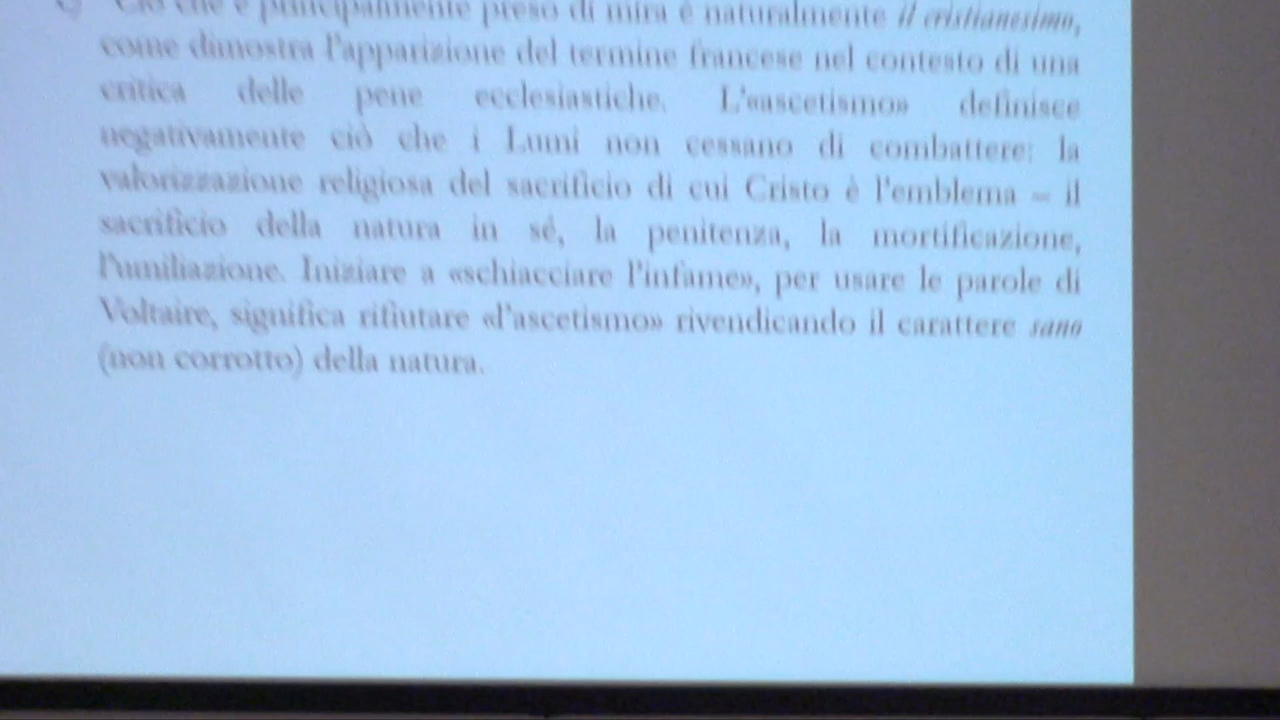 Ciò che è principalmente preso di mira è naturalmente il cristianesimo,
come dimostra l'apparizione del termine francese nel contesto di una
critica delle pene ecclesiastiche. L'«ascetismo» definisce
negativamente ciò che i Lumi non cessano di combattere: la
valorizzazione religiosa del sacrificio di cui Cristo è l'emblema – il
sacrificio della natura in sé, la penitenza, la mortificazione,
l'umiliazione. Iniziare a «schiacciare l'infame», per usare le parole di
Voltaire, significa rifiutare «l'ascetismo» rivendicando il carattere sano
(non corrotto) della natura.